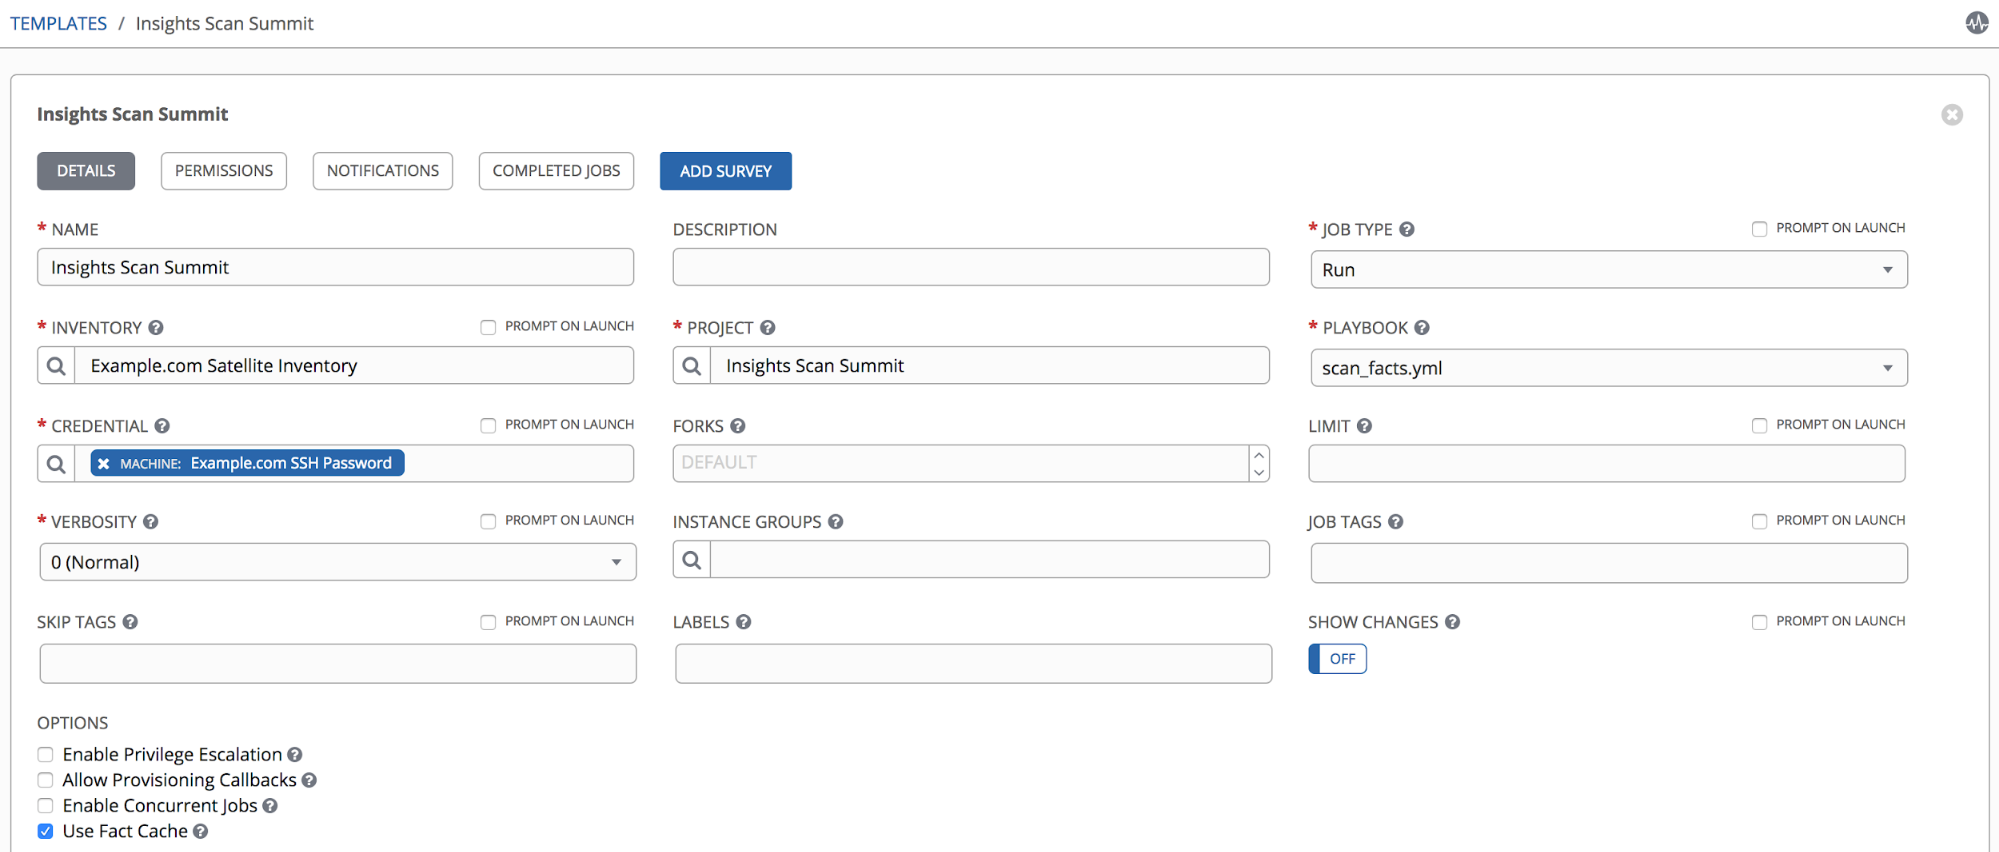 TEMPLATES / Insights Scan Summit
Insights Scan Summit
DETAILS PERMISSIONS NOTIFICATIONS COMPLETED JOBS ADD SURVEY
* NAME DESCRIPTION * JOB TYPE ? PROMPT ON LAUNCH
Insights Scan Summit Run
* INVENTORY ? PROMPT ON LAUNCH * PROJECT ? * PLAYBOOK ?
Example.com Satellite Inventory Insights Scan Summit scan_facts.yml
* CREDENTIAL ? PROMPT ON LAUNCH FORKS ? LIMIT ? PROMPT ON LAUNCH
MACHINE: Example.com SSH Password DEFAULT
* VERBOSITY ? PROMPT ON LAUNCH INSTANCE GROUPS ? JOB TAGS ? PROMPT ON LAUNCH
0 (Normal)
SKIP TAGS ? PROMPT ON LAUNCH LABELS ? SHOW CHANGES ? PROMPT ON LAUNCH
OFF
OPTIONS
Enable Privilege Escalation ?
Allow Provisioning Callbacks ?
Enable Concurrent Jobs ?
Use Fact Cache ?